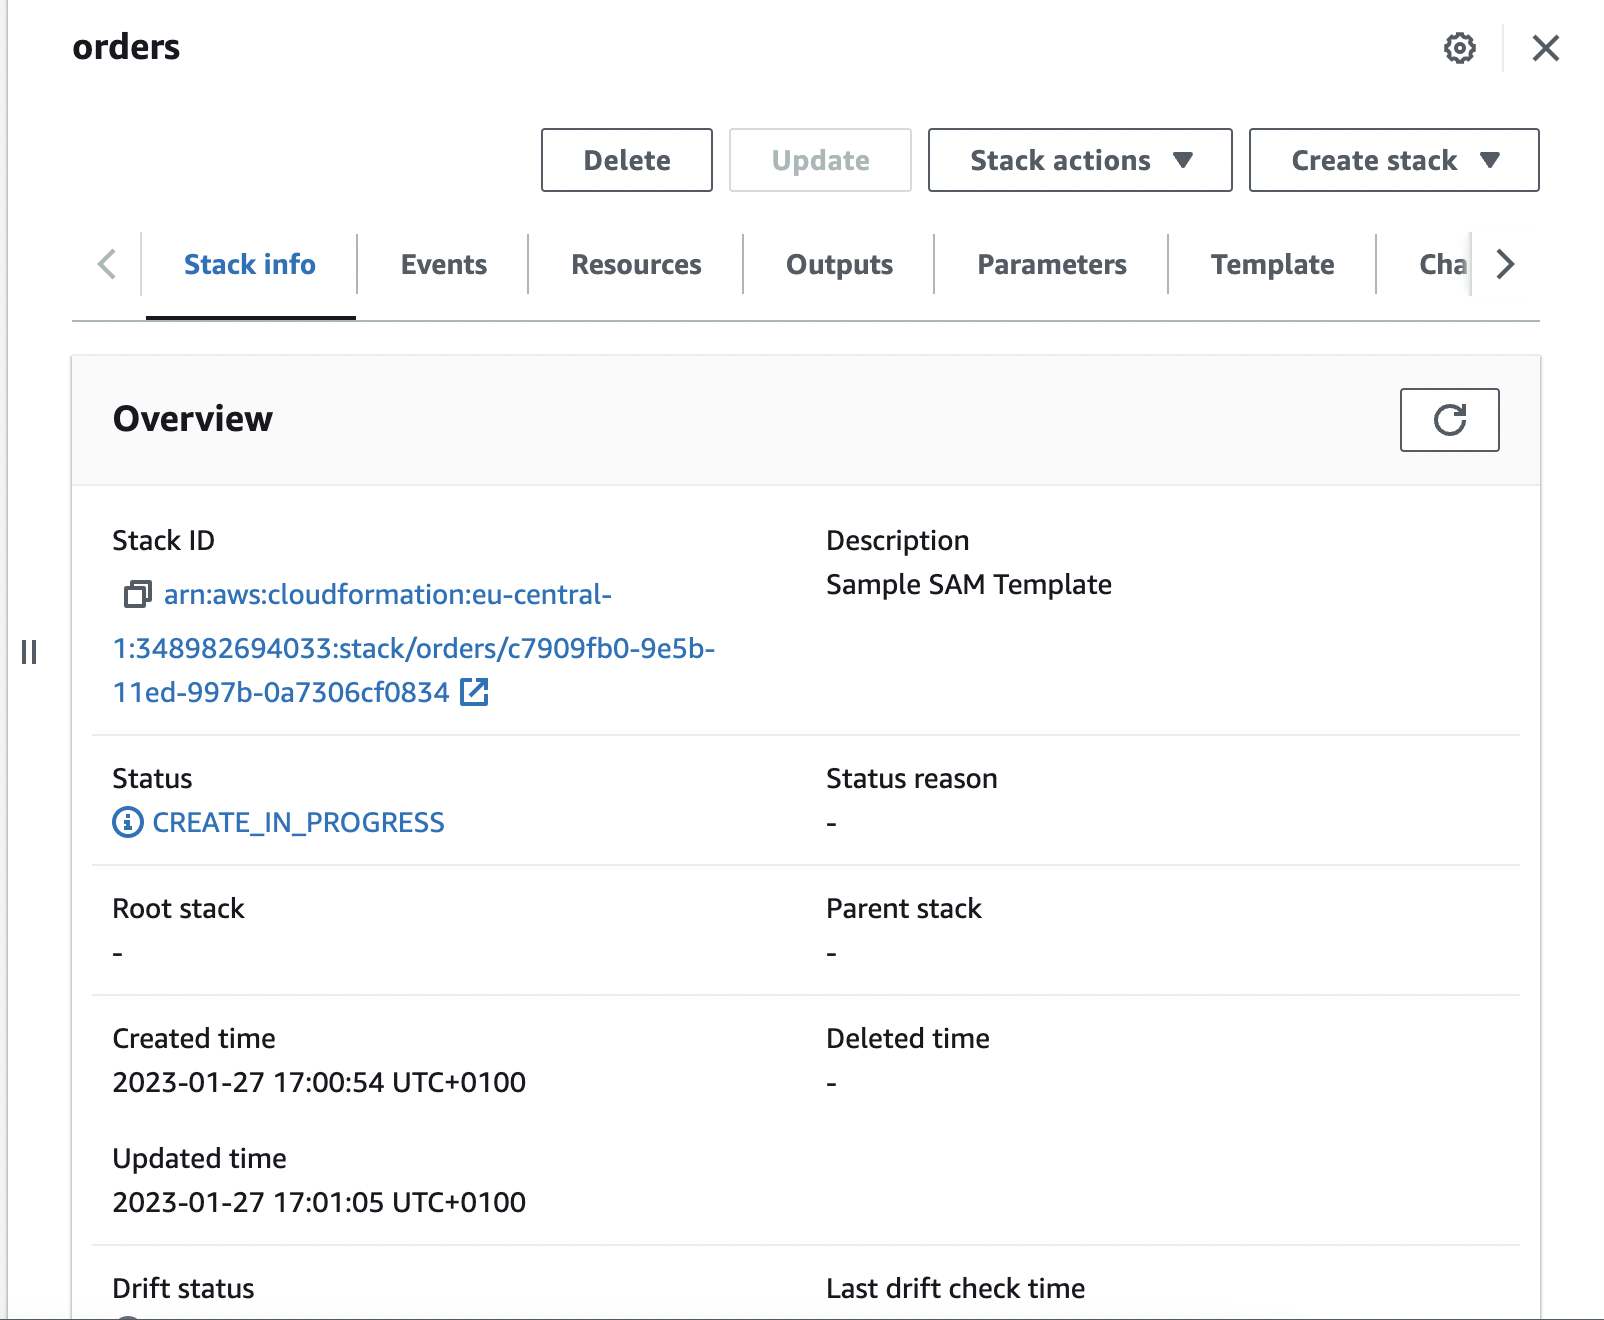 orders
Delete
Update
Stack actions
Create stack
Stack info
Events
Resources
Outputs
Parameters
Template
Cha
Overview
Stack ID
arn:aws:cloudformation:eu-central-
1:348982694033:stack/orders/c7909fb0-9e5b-
11ed-997b-0a7306cf0834
Description
Sample SAM Template
Status
CREATE_IN_PROGRESS
Status reason
-
Root stack
-
Parent stack
-
Created time
2023-01-27 17:00:54 UTC+0100
Deleted time
-
Updated time
2023-01-27 17:01:05 UTC+0100
Drift status
Last drift check time